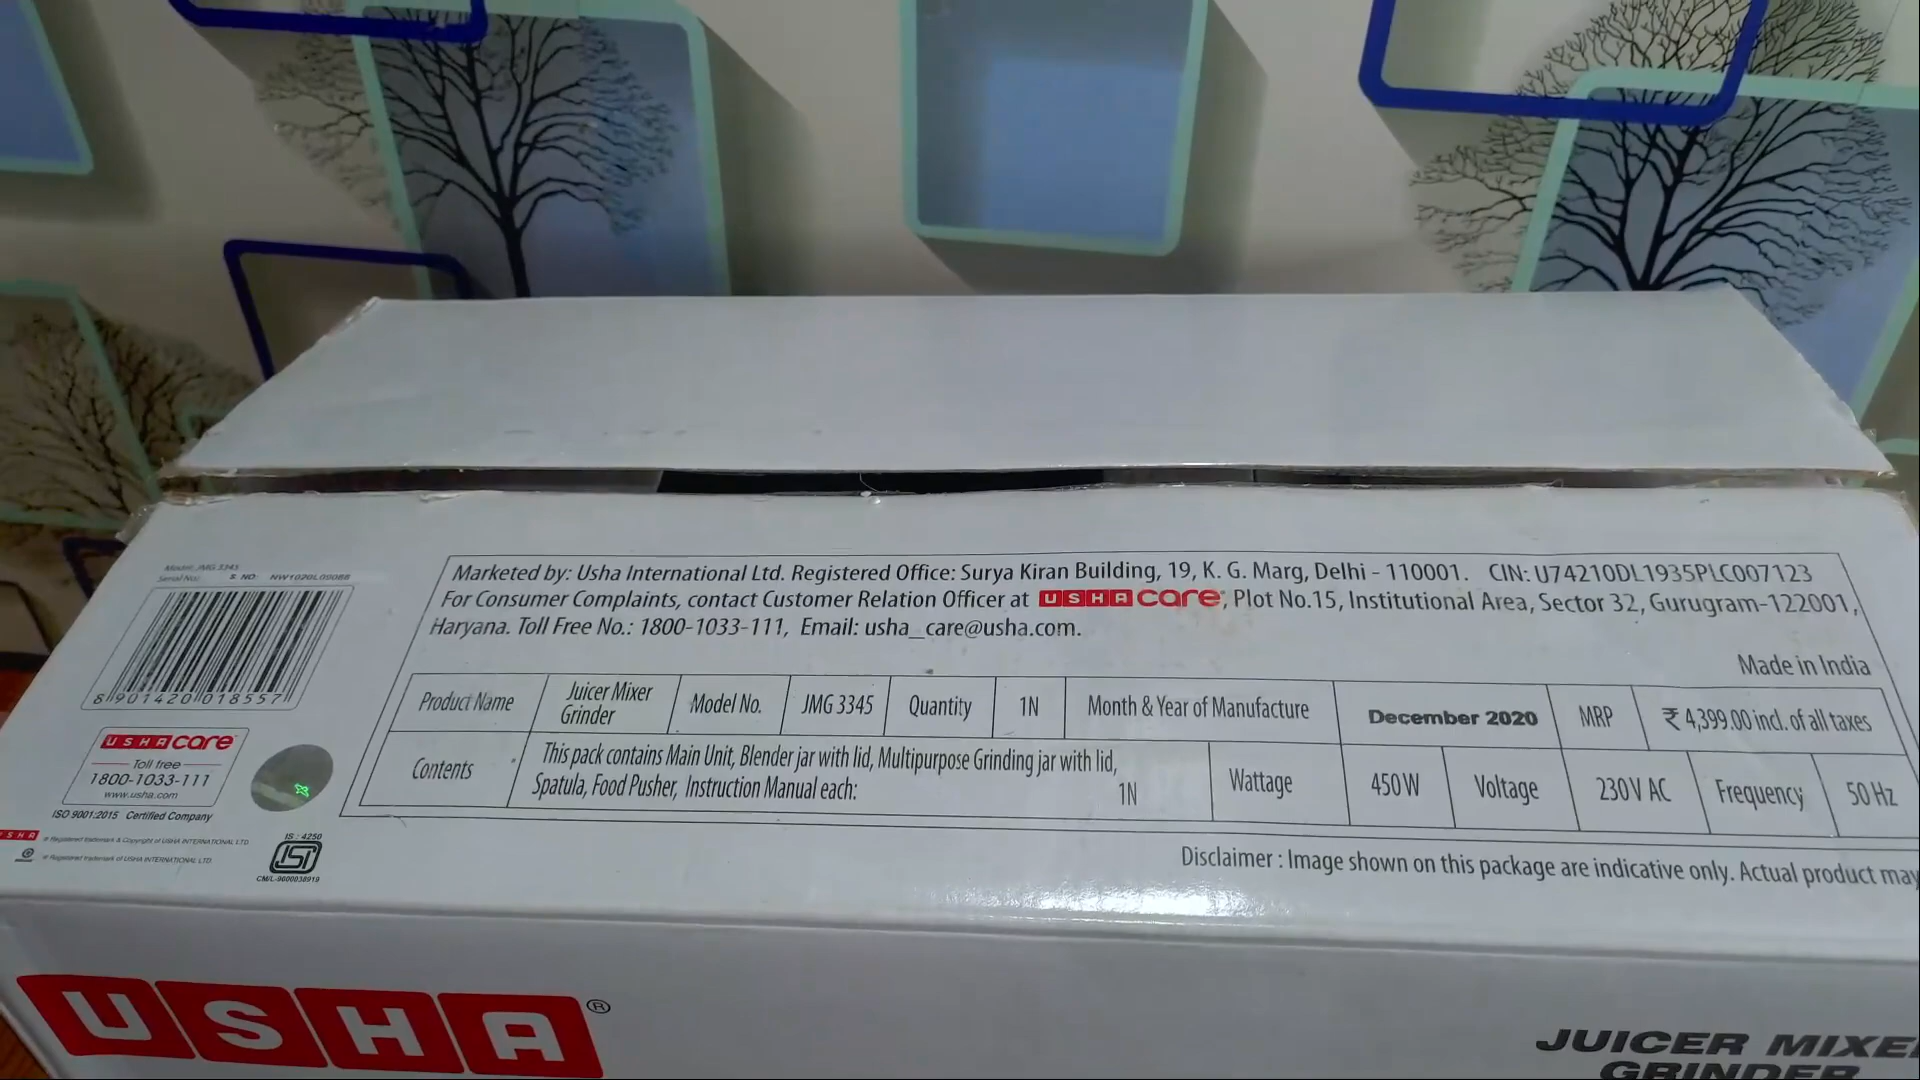 Model: JMG 3345
Serial No.: S. NO:
8 901420 018557
USHA care
Toll free
1800-1033-111
www.usha.com
ISO 9001:2015 Certified Company
USHA ® Registered trademark & Copyright of USHA INTERNATIONAL LTD.
® Registered trademark of USHA INTERNATIONAL LTD.
IS : 4250
ISI
CM/L-9600038919
Marketed by: Usha International Ltd. Registered Office: Surya Kiran Building, 19, K. G. Marg, Delhi - 110001. CIN: U74210DL1935PLC007123
For Consumer Complaints, contact Customer Relation Officer at USHA care, Plot No.15, Institutional Area, Sector 32, Gurugram-122001,
Haryana. Toll Free No.: 1800-1033-111, Email: usha_care@usha.com.
Made in India
Product Name Juicer Mixer Grinder Model No. JMG 3345 Quantity 1N Month & Year of Manufacture December 2020 MRP ₹ 4,399.00 incl. of all taxes
Contents This pack contains Main Unit, Blender jar with lid, Multipurpose Grinding jar with lid,
Spatula, Food Pusher, Instruction Manual each: 1N Wattage 450W Voltage 230V AC Frequency 50 Hz
Disclaimer : Image shown on this package are indicative only. Actual product may
USHA®
JUICER MIXE
GRINDER